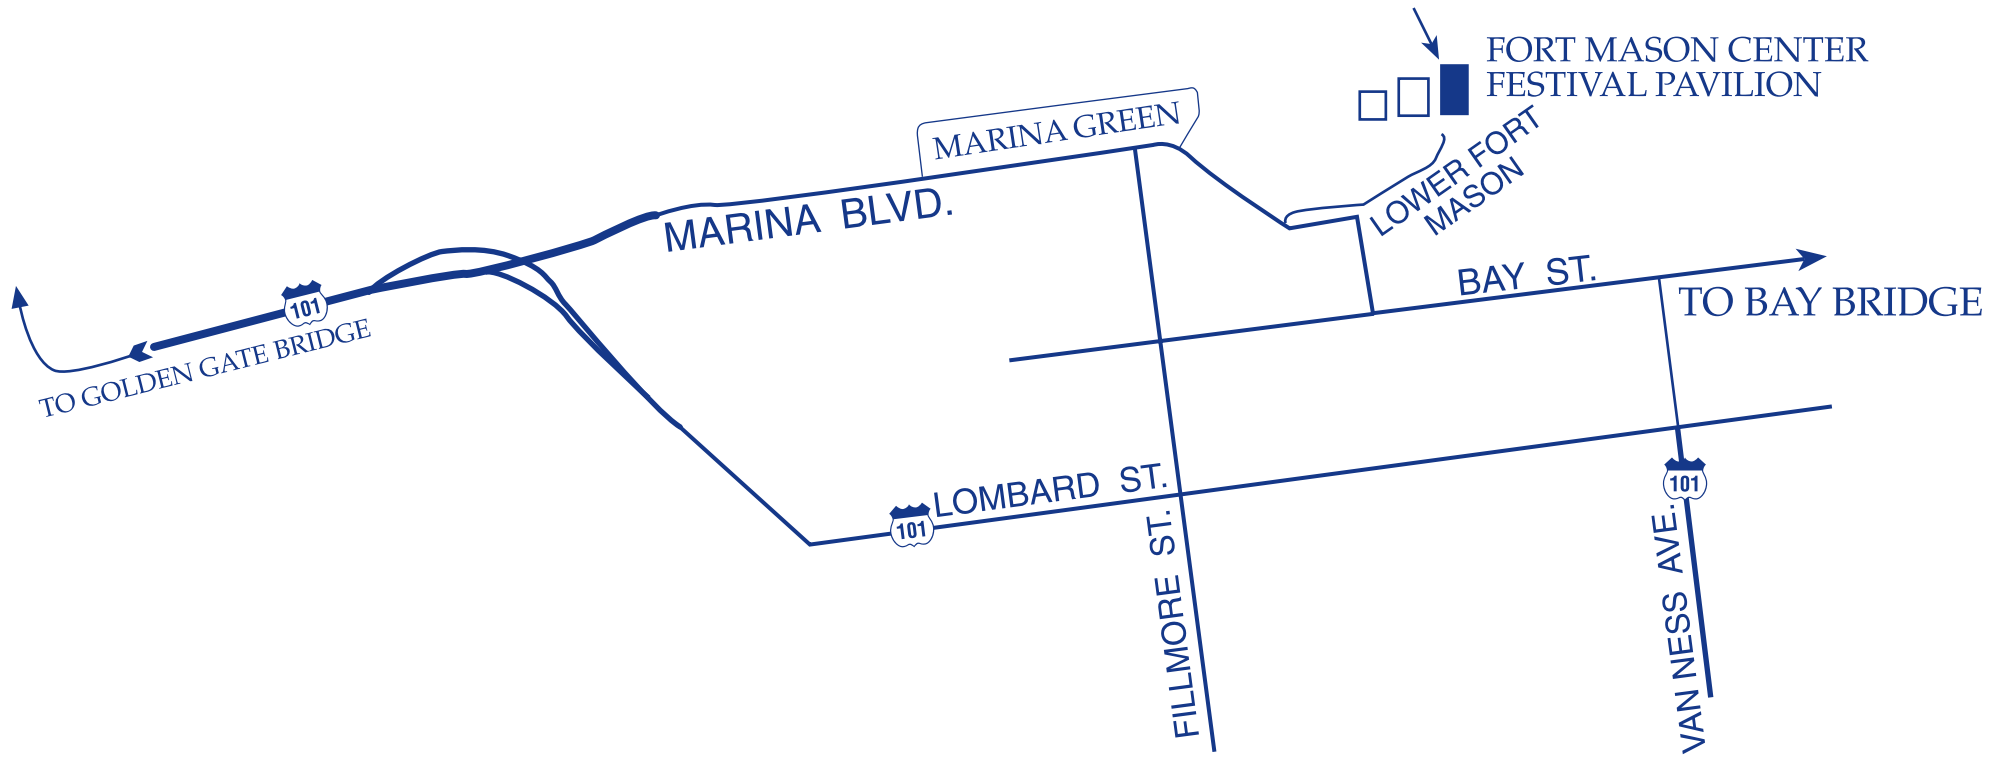 FORT MASON CENTER
FESTIVAL PAVILION
MARINA GREEN
LOWER FORT
MASON
MARINA BLVD.
BAY ST.
TO BAY BRIDGE
101
TO GOLDEN GATE BRIDGE
LOMBARD ST.
101
101
FILLMORE ST.
VAN NESS AVE.